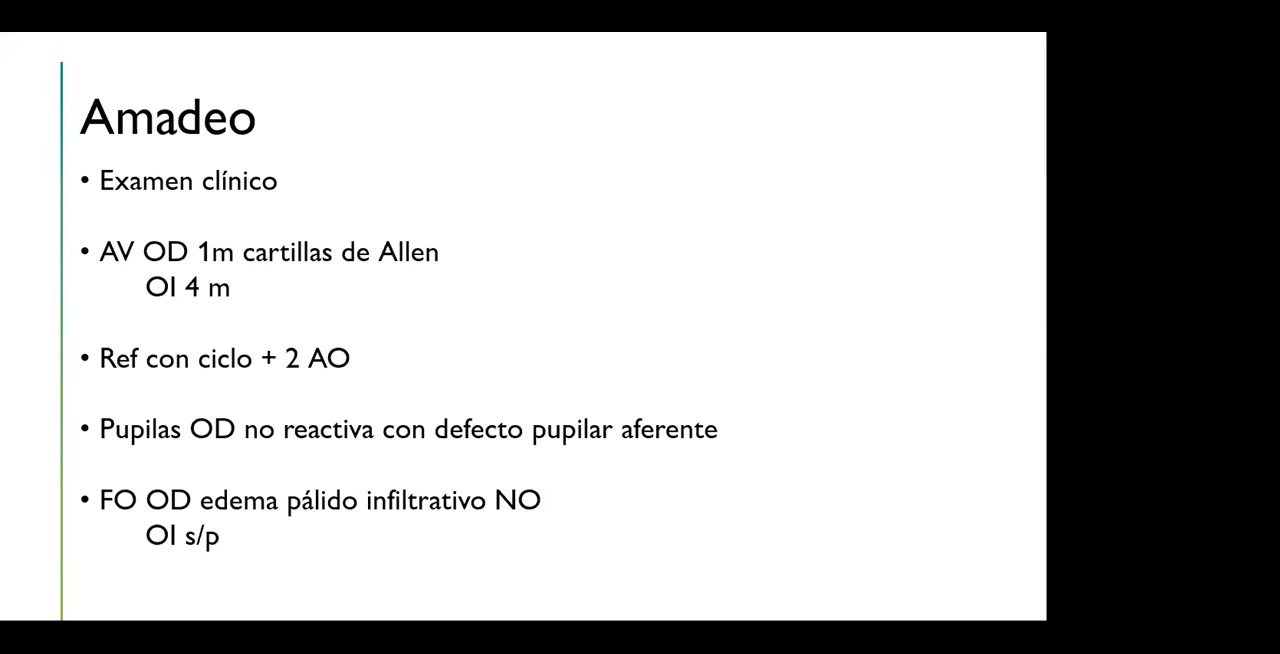 Amadeo
• Examen clínico
• AV OD 1m cartillas de Allen
OI 4 m
• Ref con ciclo + 2 AO
• Pupilas OD no reactiva con defecto pupilar aferente
• FO OD edema pálido infiltrativo NO
OI s/p